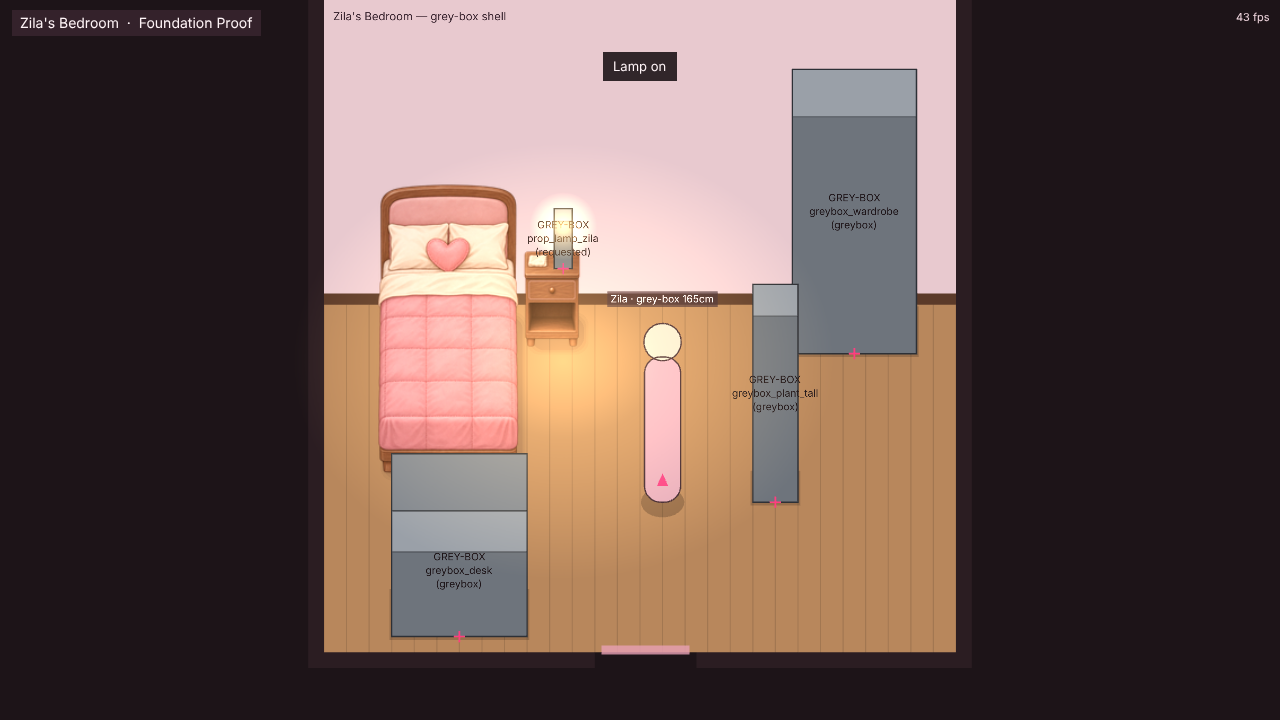 Zila's Bedroom · Foundation Proof
Zila's Bedroom — grey-box shell
43 fps
Lamp on
GREY-BOX
greybox_wardrobe
(greybox)
GREY-BOX
prop_lamp_zila
(requested)
Zila · grey-box 165cm
GREY-BOX
greybox_plant_tall
(greybox)
GREY-BOX
greybox_desk
(greybox)